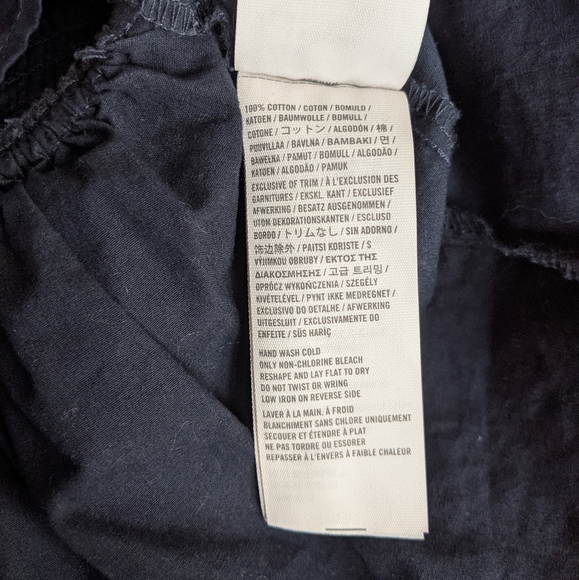 100% COTTON / COTON / BOMULD /
KATOEN / BAUMWOLLE / BOMULL /
COTONE / コットン / ALGODÓN / 棉 /
PUUVILLAA / BAVLNA / ΒΑΜΒΑΚΙ / 면 /
BAWEŁNA / PAMUT / BOMULL / ALGODÃO /
KATOEN / ALGODÃO / PAMUK
EXCLUSIVE OF TRIM / À L'EXCLUSION DES
GARNITURES / EKSKL. KANT / EXCLUSIEF
AFWERKING / BESATZ AUSGENOMMEN /
UTOM DEKORATIONSKANTEN / ESCLUSO
BORDO / トリムなし / SIN ADORNO /
饰边除外 / PAITSI KORISTE / S
VÝJIMKOU OBRUBY / ΕΚΤΟΣ ΤΗΣ
ΔΙΑΚΟΣΜΗΣΗΣ / 고급 트리밍 /
OPRÓCZ WYKOŃCZENIA / SZEGÉLY
KIVÉTELÉVEL / PYNT IKKE MEDREGNET /
EXCLUSIVO DO DETALHE / AFWERKING
UITGESLUIT / EXCLUSIVAMENTE DO
ENFEITE / SÜS HARİÇ
HAND WASH COLD
ONLY NON-CHLORINE BLEACH
RESHAPE AND LAY FLAT TO DRY
DO NOT TWIST OR WRING
LOW IRON ON REVERSE SIDE
LAVER À LA MAIN, À FROID
BLANCHIMENT SANS CHLORE UNIQUEMENT
SECOUER ET ÉTENDRE À PLAT
NE PAS TORDRE OU ESSORER
REPASSER À L'ENVERS À FAIBLE CHALEUR